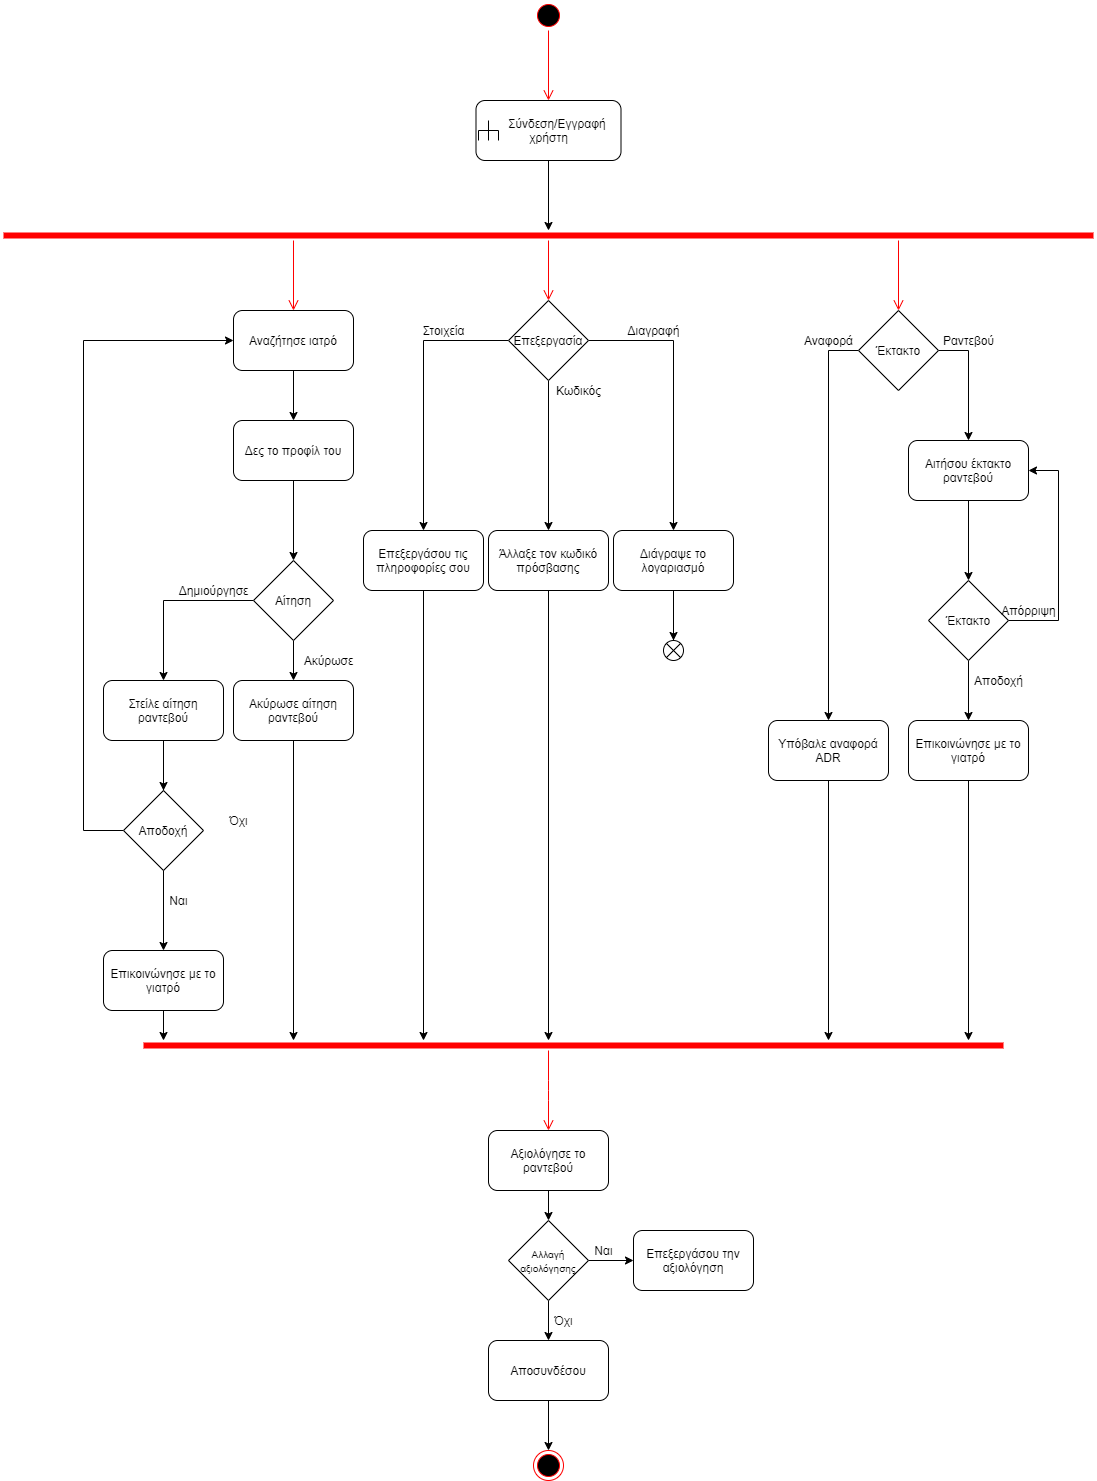 Σύνδεση/Εγγραφή
χρήστη
Αναζήτησε ιατρό
Στοιχεία
Επεξεργασία
Διαγραφή
Κωδικός
Αναφορά
Έκτακτο
Ραντεβού
Δες το προφίλ του
Αιτήσου έκτακτο
ραντεβού
Επεξεργάσου τις
πληροφορίες σου
Άλλαξε τον κωδικό
πρόσβασης
Διάγραψε το
λογαριασμό
Δημιούργησε
Αίτηση
Ακύρωσε
Έκτακτο
Απόρριψη
Αποδοχή
Στείλε αίτηση
ραντεβού
Ακύρωσε αίτηση
ραντεβού
Υπόβαλε αναφορά
ADR
Επικοινώνησε με το
γιατρό
Αποδοχή
Όχι
Ναι
Επικοινώνησε με το
γιατρό
Αξιολόγησε το
ραντεβού
Αλλαγή
αξιολόγησης
Ναι
Επεξεργάσου την
αξιολόγηση
Όχι
Αποσυνδέσου